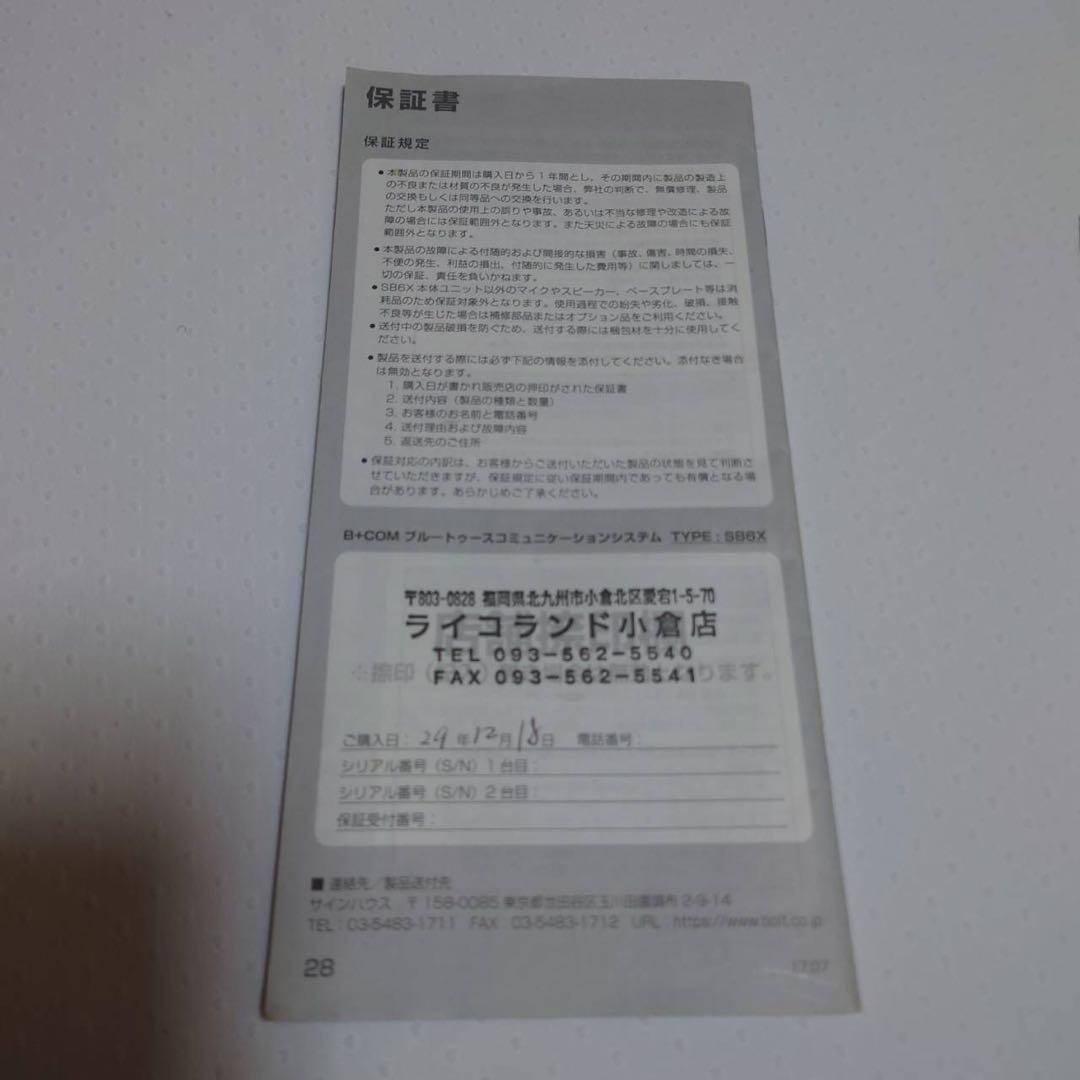 保証書
保証規定
●本製品の保証期間は購入日から1年間とし、その期間内に製品の製造上
の不良または材質の不良が発生した場合、弊社の判断で、無償修理、製品
の交換もしくは同等品への交換を行います。
ただし本製品の使用上の誤りや事故、あるいは不当な修理や改造による故
障の場合には保証範囲外となります。また天災による故障の場合にも保証
範囲外となります。
●本製品の故障による付随的および間接的な損害（事故、傷害、時間の損失、
不便の発生、利益の損出、付随的に発生した費用等）に関しましては、一
切の保証、責任を負いかねます。
●SB6X本体ユニット以外のマイクやスピーカー、ベースプレート等は消
耗品のため保証対象外となります。使用過程での紛失や劣化、破損、接触
不良等が生じた場合は補修部品またはオプション品をご利用ください。
●送付中の製品破損を防ぐため、送付する際には梱包材を十分に使用してく
ださい。
●製品を送付する際には必ず下記の情報を添付してください。添付なき場合
は無効となります。
1. 購入日が書かれ販売店の押印がされた保証書
2. 送付内容（製品の種類と数量）
3. お客様のお名前と電話番号
4. 送付理由および故障内容
5. 返送先のご住所
●保証対応の内訳は、お客様からご送付いただいた製品の状態を見て判断さ
せていただきますが、保証規定に従い保証期間内であっても有償となる場
合があります。あらかじめご了承ください。
B+COM ブルートゥースコミュニケーションシステム TYPE : SB6X
〒803-0828 福岡県北九州市小倉北区愛宕1-5-70
ライコランド小倉店
TEL 093-562-5540
※捺印（
FAX 093-562-5541
ります。
ご購入日： 29 年 12 月 18 日 電話番号：
シリアル番号（S/N）1台目：
シリアル番号（S/N）2台目：
保証受付番号：
■ 連絡先／製品送付先
サインハウス 〒158-0085 東京都世田谷区玉川田園調布 2-9-14
TEL : 03-5483-1711 FAX 03-5483-1712 URL : https://www.bolt.co.jp
28
17.07